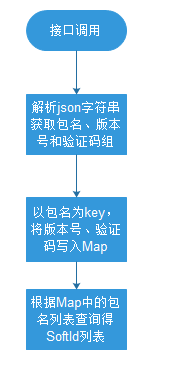 接口调用
解析json字符串
获取包名、版本
号和验证码组
以包名为key，
将版本号、验证
码写入Map
根据Map中的包
名列表查询得
SoftId列表